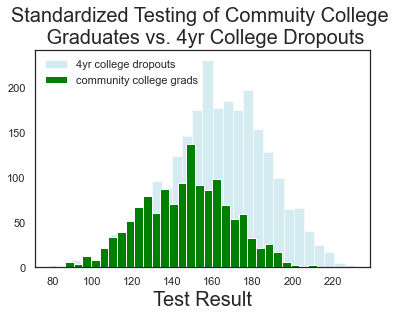 Standardized Testing of Commuity College
Graduates vs. 4yr College Dropouts
4yr college dropouts
community college grads
200
150
100
50
0
80 100 120 140 160 180 200 220
Test Result